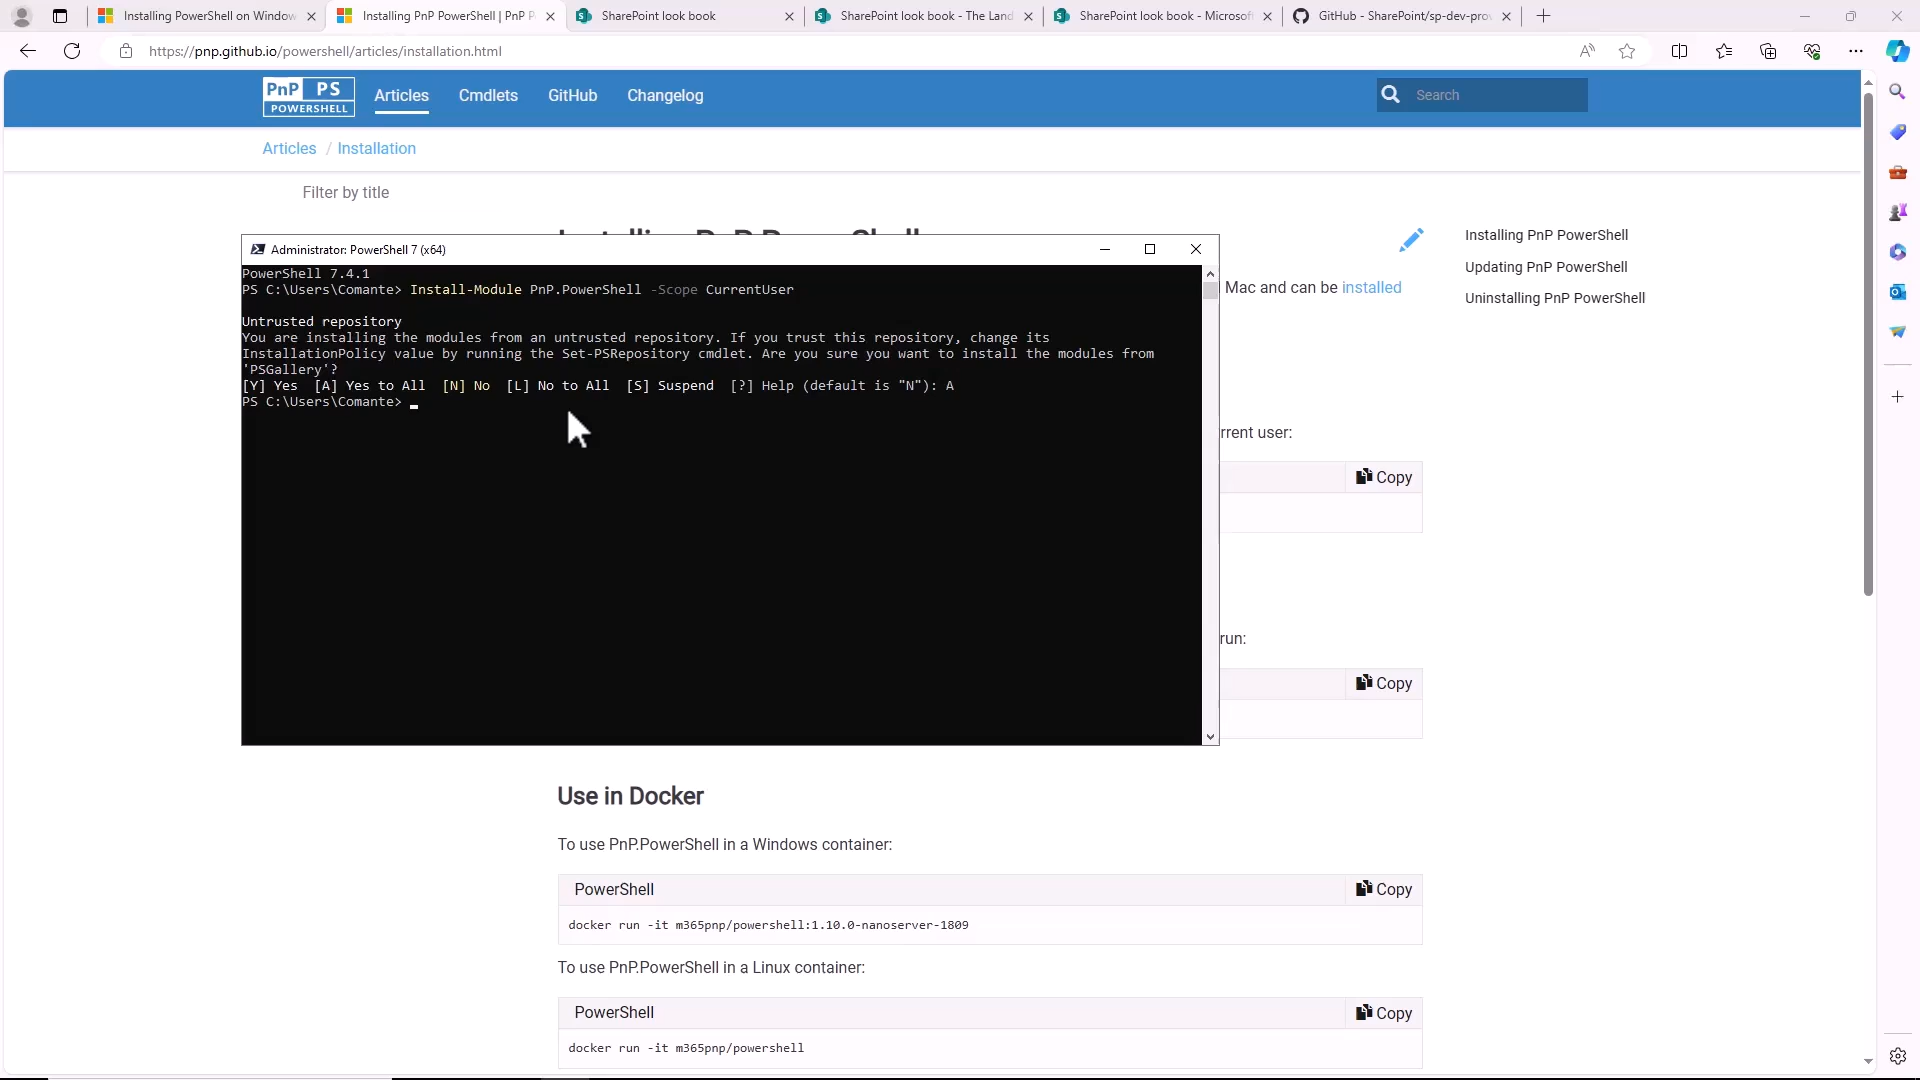 Installing PowerShell on Window
Installing PnP PowerShell | PnP P
SharePoint look book
SharePoint look book - The Land
SharePoint look book - Microsof
GitHub - SharePoint/sp-dev-prov
https://pnp.github.io/powershell/articles/installation.html
PnP PS
POWERSHELL
Articles
Cmdlets
GitHub
Changelog
Search
Articles / Installation
Filter by title
Installing PnP PowerShell
Updating PnP PowerShell
Uninstalling PnP PowerShell
Mac and can be installed
Administrator: PowerShell 7 (x64)
PowerShell 7.4.1
PS C:\Users\Comante> Install-Module PnP.PowerShell -Scope CurrentUser
Untrusted repository
You are installing the modules from an untrusted repository. If you trust this repository, change its
InstallationPolicy value by running the Set-PSRepository cmdlet. Are you sure you want to install the modules from
'PSGallery'?
[Y] Yes [A] Yes to All [N] No [L] No to All [S] Suspend [?] Help (default is "N"): A
PS C:\Users\Comante>
rrent user:
Copy
run:
Copy
Use in Docker
To use PnP.PowerShell in a Windows container:
PowerShell
Copy
docker run -it m365pnp/powershell:1.10.0-nanoserver-1809
To use PnP.PowerShell in a Linux container:
PowerShell
Copy
docker run -it m365pnp/powershell